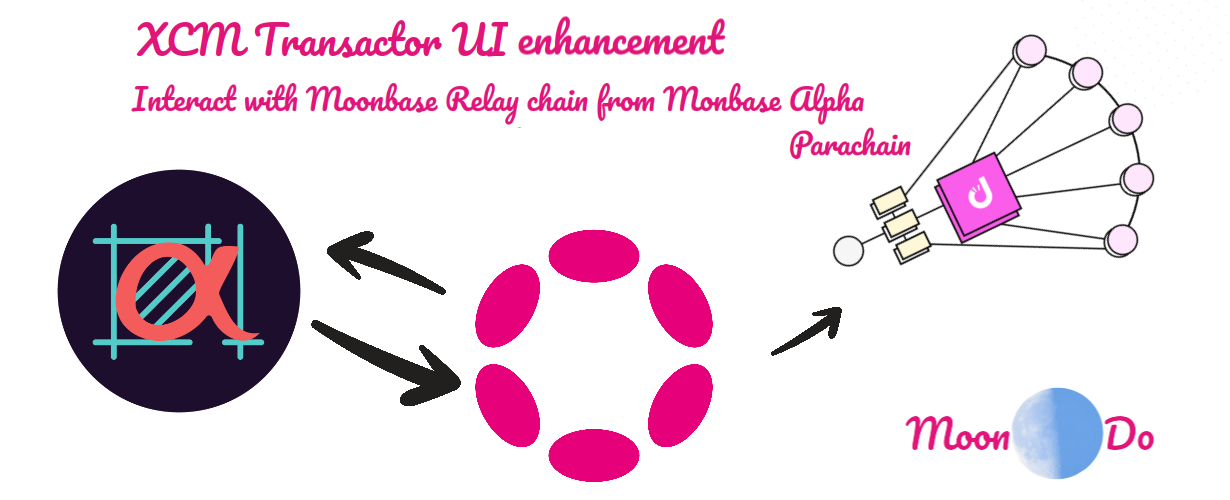 XCM Transactor UI enhancement
Interact with Moonbase Relay chain from Monbase Alpha
Parachain
Moon Do